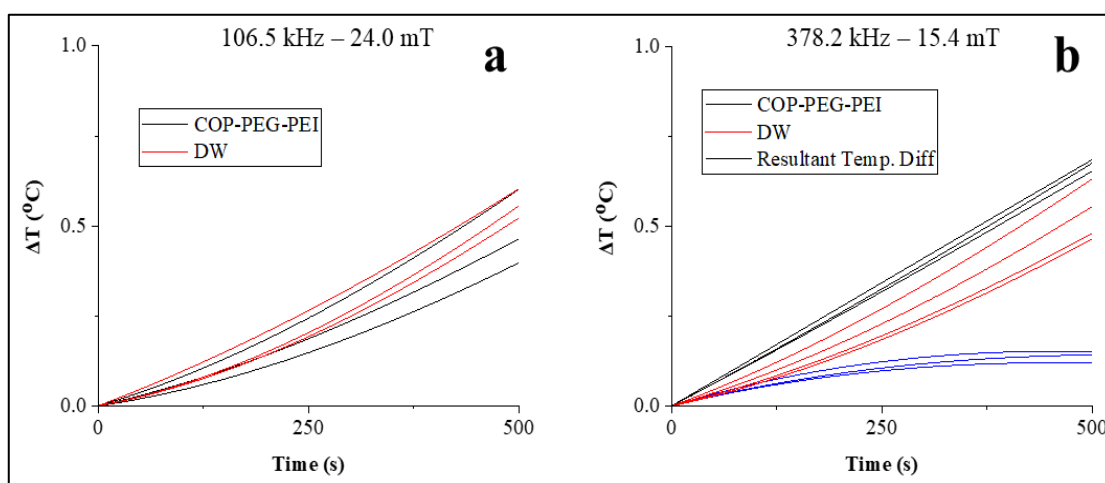 106.5 kHz – 24.0 mT
a
COP-PEG-PEI
DW
ΔT (⁰C)
1.0
0.5
0.0
0
250
500
Time (s)
378.2 kHz – 15.4 mT
b
COP-PEG-PEI
DW
Resultant Temp. Diff
ΔT (⁰C)
1.0
0.5
0.0
0
250
500
Time (s)